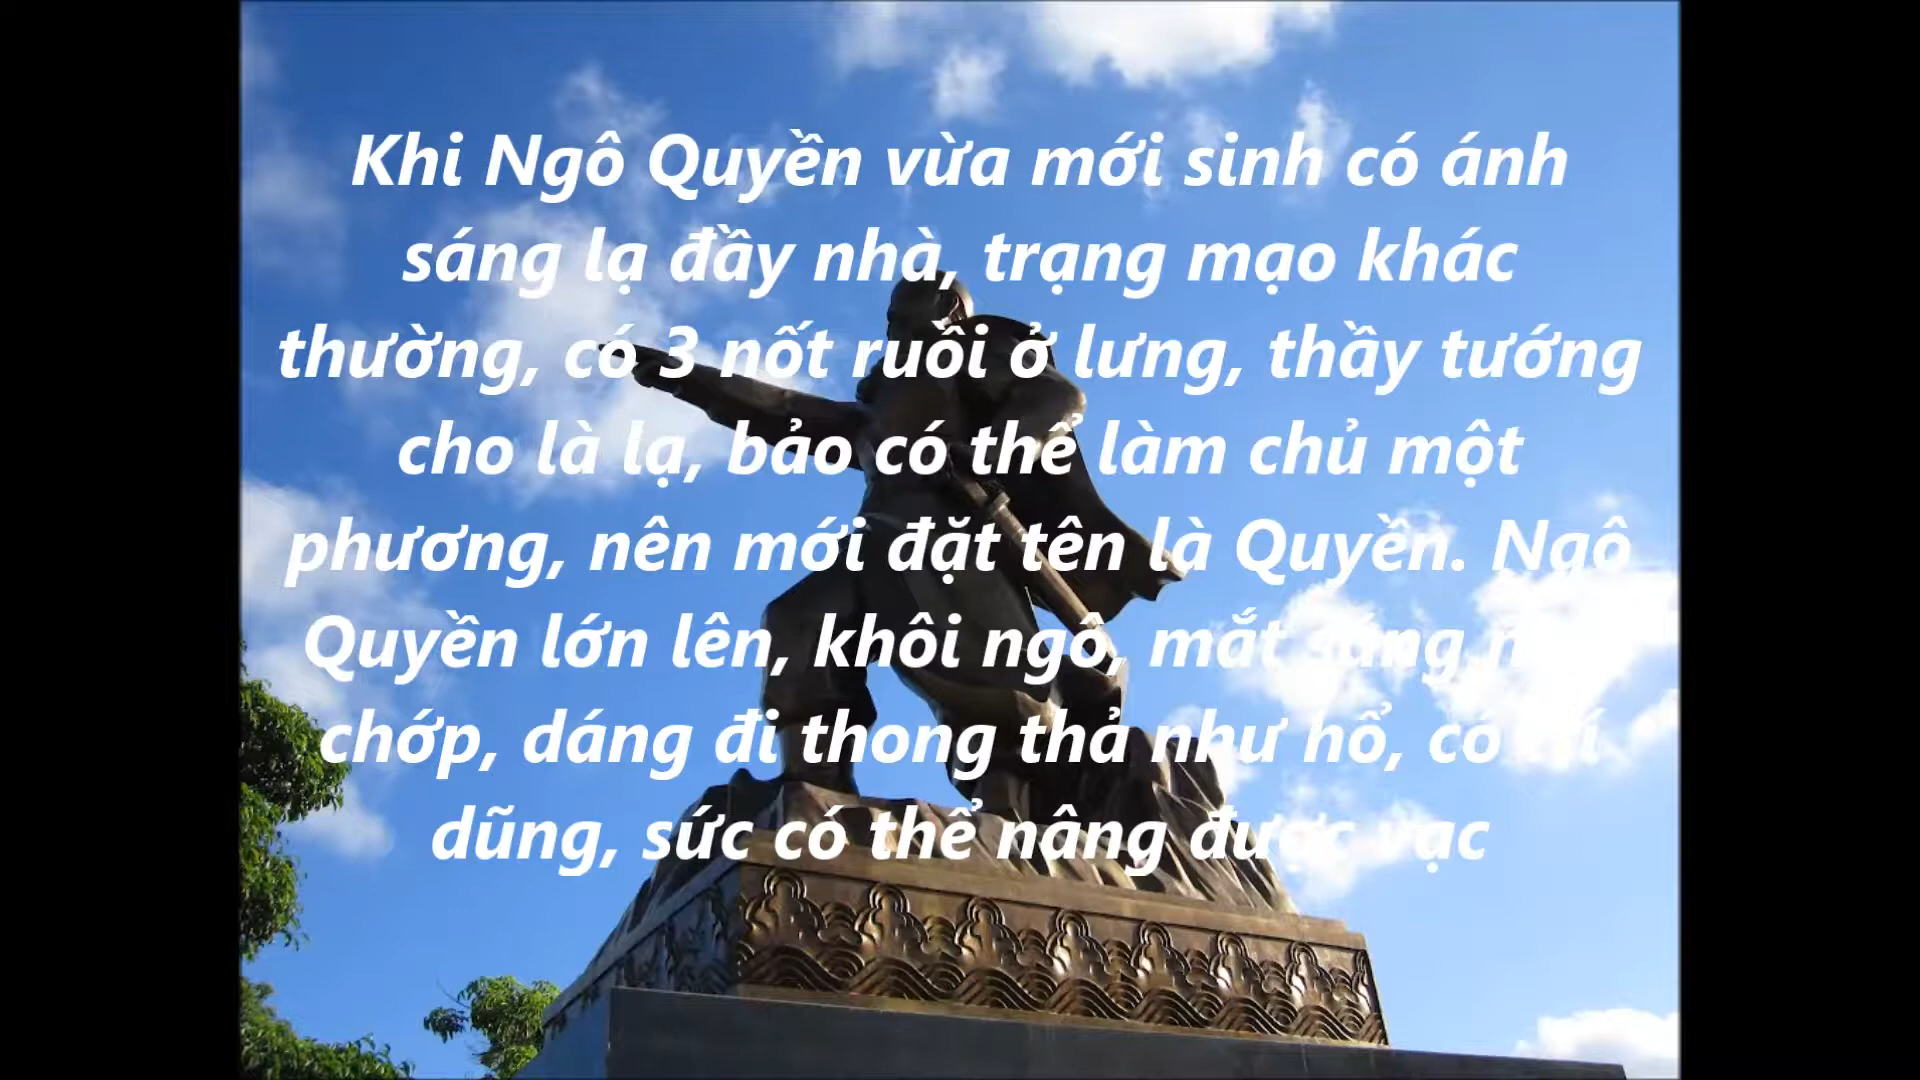 Khi Ngô Quyền vừa mới sinh có ánh
sáng lạ đầy nhà, trạng mạo khác
thường, có 3 nốt ruồi ở lưng, thầy tướng
cho là lạ, bảo có thể làm chủ một
phương, nên mới đặt tên là Quyền. Ngô
Quyền lớn lên, khôi ngô, mắt sáng
chớp, dáng đi thong thả như hổ, có
dũng, sức có thể nâng được vạc